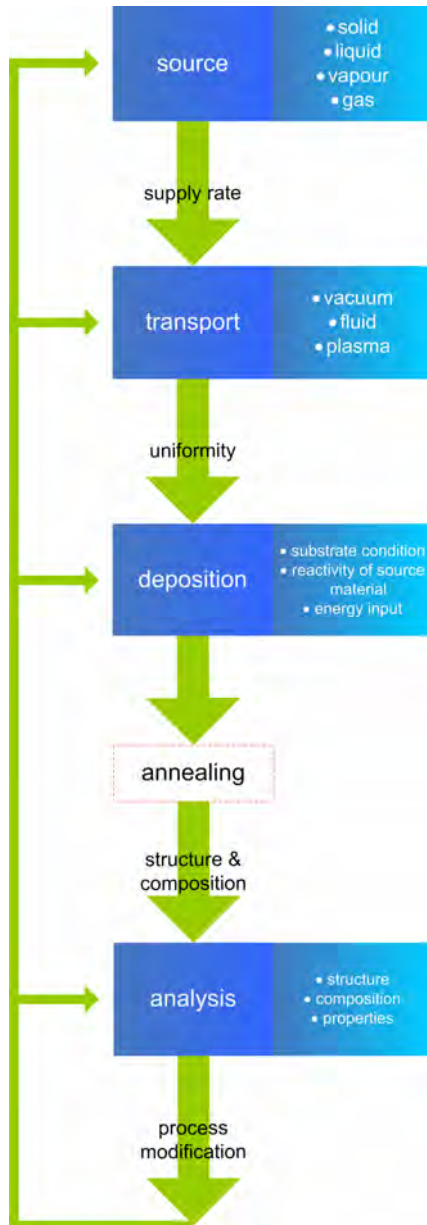 source
• solid
• liquid
• vapour
• gas
supply rate
transport
• vacuum
• fluid
• plasma
uniformity
deposition
• substrate condition
• reactivity of source
material
• energy input
annealing
structure &
composition
analysis
• structure
• composition
• properties
process
modification